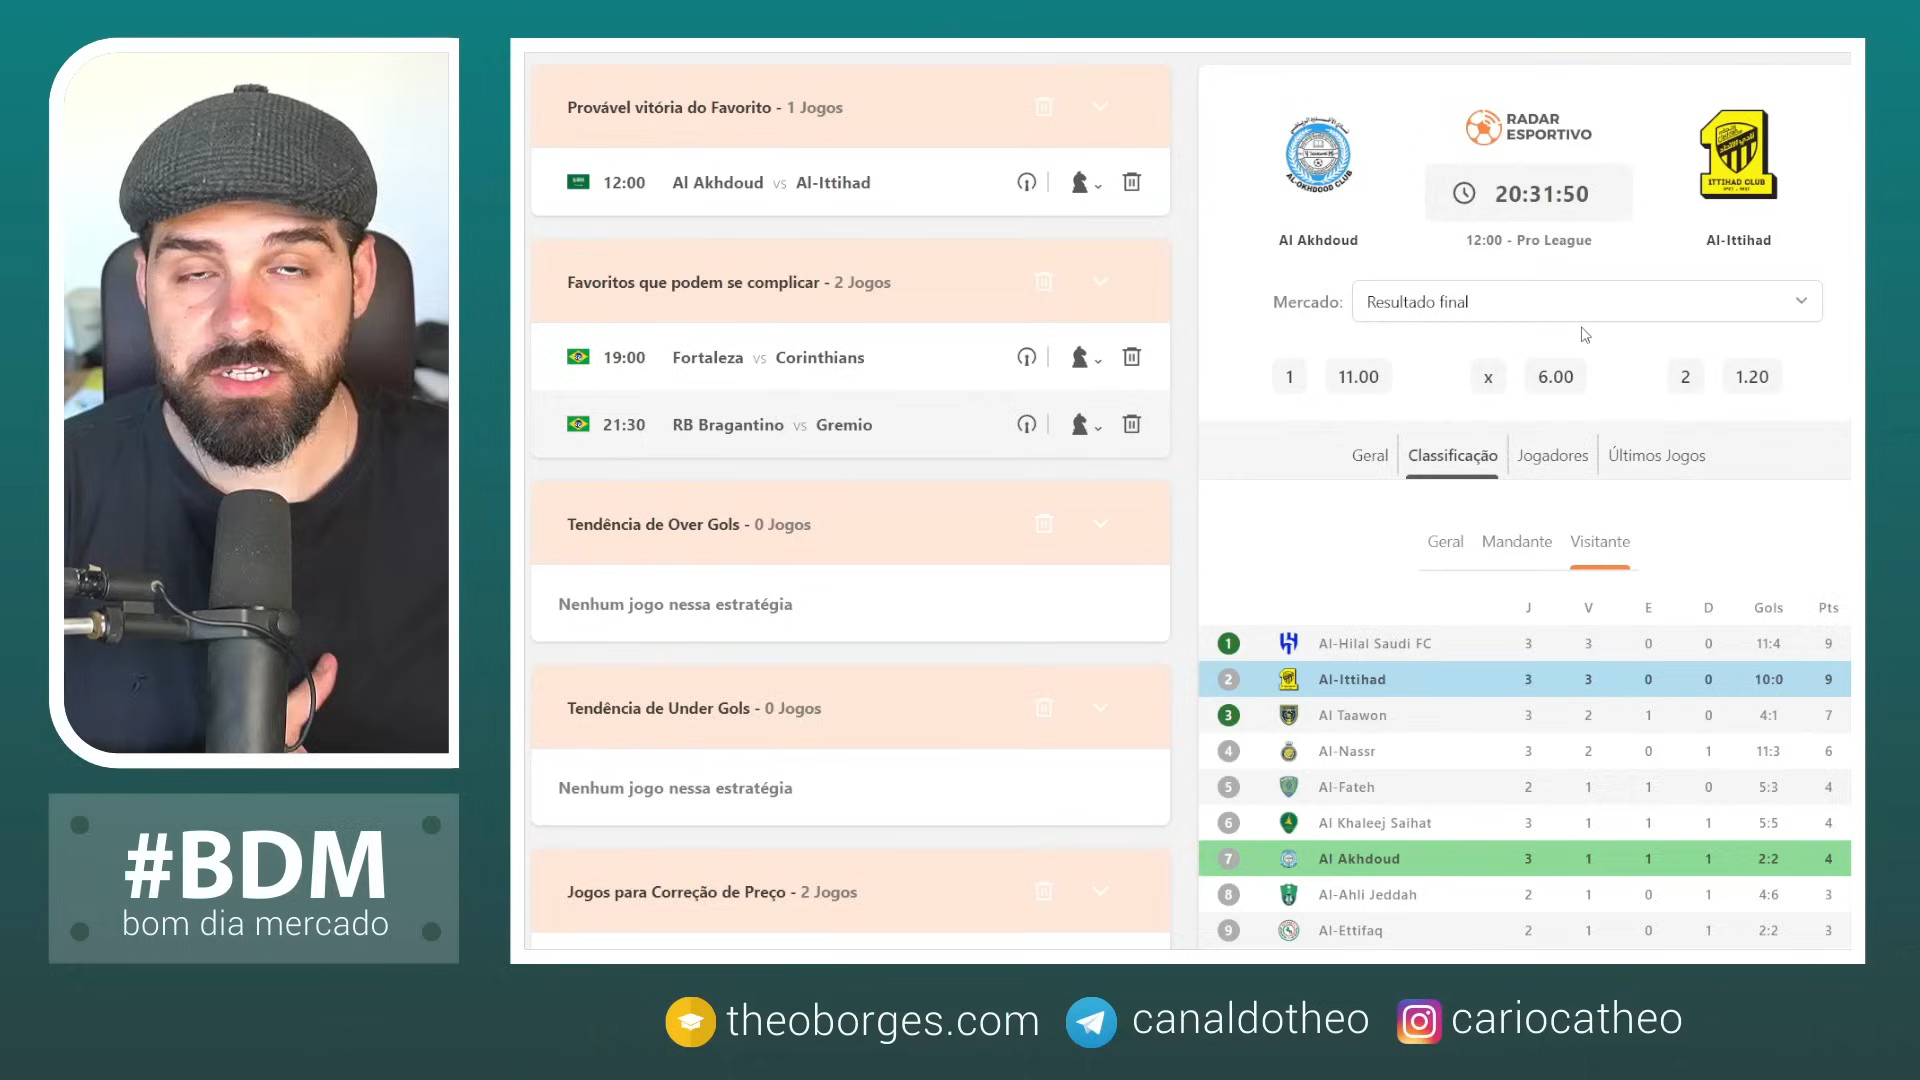 Provável vitória do Favorito - 1 Jogos
12:00 Al Akhdoud vs Al-Ittihad
Favoritos que podem se complicar - 2 Jogos
19:00 Fortaleza vs Corinthians
21:30 RB Bragantino vs Gremio
Tendência de Over Gols - 0 Jogos
Nenhum jogo nessa estratégia
Tendência de Under Gols - 0 Jogos
Nenhum jogo nessa estratégia
Jogos para Correção de Preço - 2 Jogos
RADAR
ESPORTIVO
20:31:50
ITTIHAD CLUB
Al Akhdoud
12:00 - Pro League
Al-Ittihad
Mercado: Resultado final
1 11.00 x 6.00 2 1.20
Geral Classificação Jogadores Últimos Jogos
Geral Mandante Visitante
J V E D Gols Pts
1 Al-Hilal Saudi FC 3 3 0 0 11:4 9
2 Al-Ittihad 3 3 0 0 10:0 9
3 Al Taawon 3 2 1 0 4:1 7
4 Al-Nassr 3 2 0 1 11:3 6
5 Al-Fateh 2 1 1 0 5:3 4
6 Al Khaleej Saihat 3 1 1 1 5:5 4
7 Al Akhdoud 3 1 1 1 2:2 4
8 Al-Ahli Jeddah 2 1 0 1 4:6 3
9 Al-Ettifaq 2 1 0 1 2:2 3
#BDM
bom dia mercado
theoborges.com canaldotheo cariocatheo